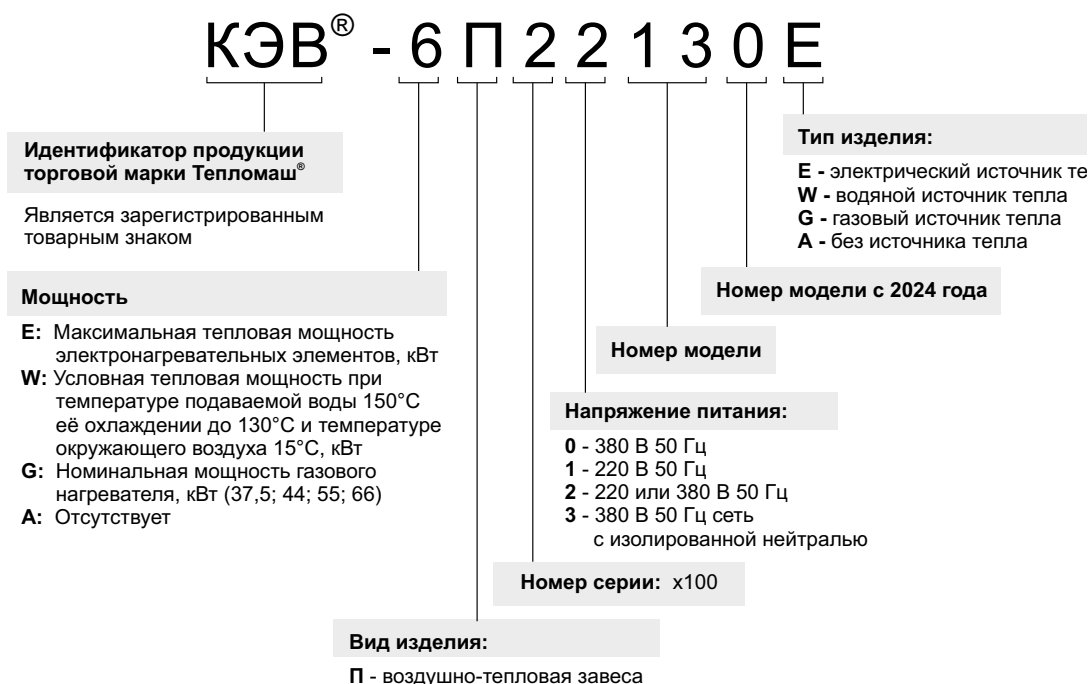 КЭВ® - 6 П 2 2 1 3 0 Е
Идентификатор продукции
торговой марки Тепломаш®
Является зарегистрированным
товарным знаком
Мощность
E: Максимальная тепловая мощность
электронагревательных элементов, кВт
W: Условная тепловая мощность при
температуре подаваемой воды 150°С
её охлаждении до 130°С и температуре
окружающего воздуха 15°С, кВт
G: Номинальная мощность газового
нагревателя, кВт (37,5; 44; 55; 66)
A: Отсутствует
Тип изделия:
E - электрический источник те
W - водяной источник тепла
G - газовый источник тепла
A - без источника тепла
Номер модели с 2024 года
Номер модели
Напряжение питания:
0 - 380 В 50 Гц
1 - 220 В 50 Гц
2 - 220 или 380 В 50 Гц
3 - 380 В 50 Гц сеть
с изолированной нейтралью
Номер серии: х100
Вид изделия:
П - воздушно-тепловая завеса